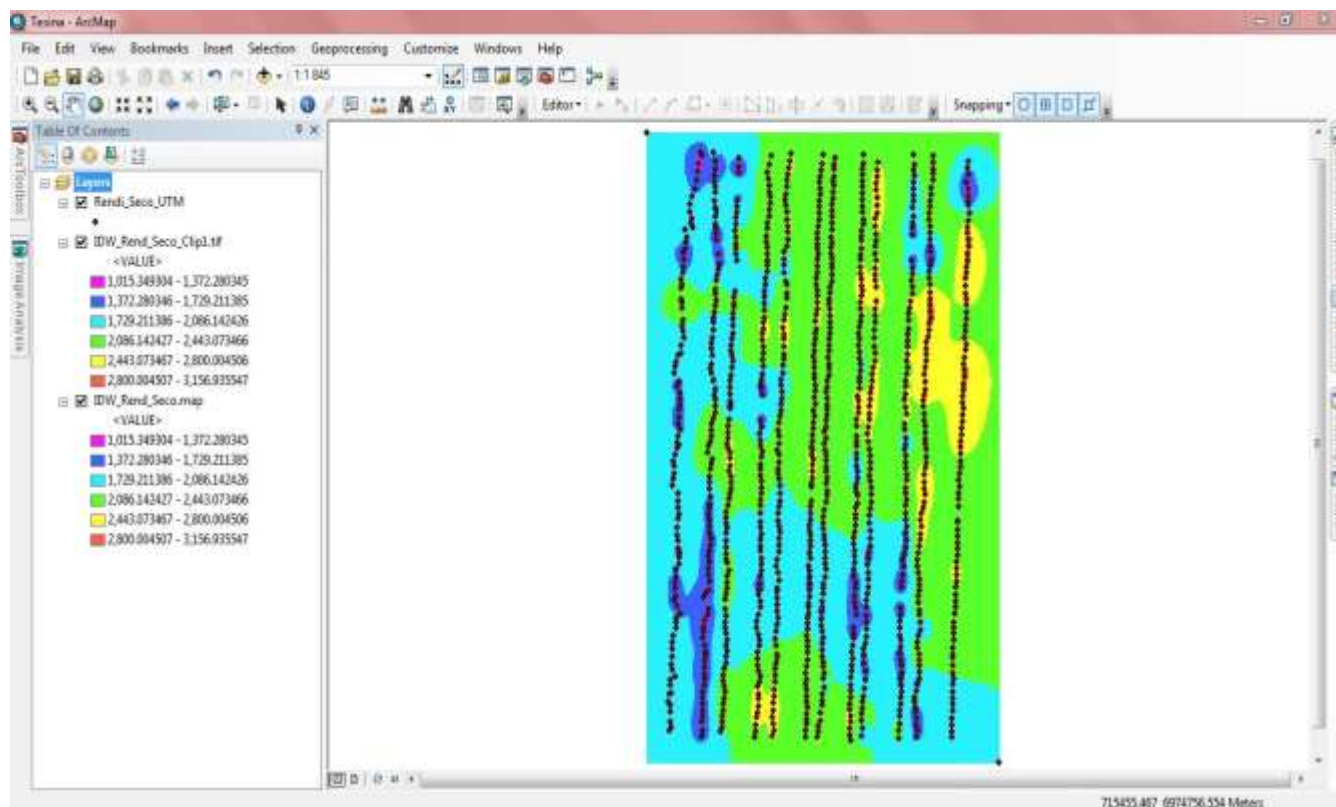 Tesina - ArcMap
File Edit View Bookmarks Insert Selection Geoprocessing Customize Windows Help
1:1 845
Editor Snapping
Table Of Contents
ArcToolbox
Image Analysis
Layers
Rendi_Seco_UTM
IDW_Rend_Seco_Clip1.tif
<VALUE>
1,015.349304 - 1,372.280345
1,372.280346 - 1,729.211385
1,729.211386 - 2,086.142426
2,086.142427 - 2,443.073466
2,443.073467 - 2,800.004506
2,800.004507 - 3,156.935547
IDW_Rend_Seco.map
<VALUE>
1,015.349304 - 1,372.280345
1,372.280346 - 1,729.211385
1,729.211386 - 2,086.142426
2,086.142427 - 2,443.073466
2,443.073467 - 2,800.004506
2,800.004507 - 3,156.935547
715455.467 6974756.554 Meters